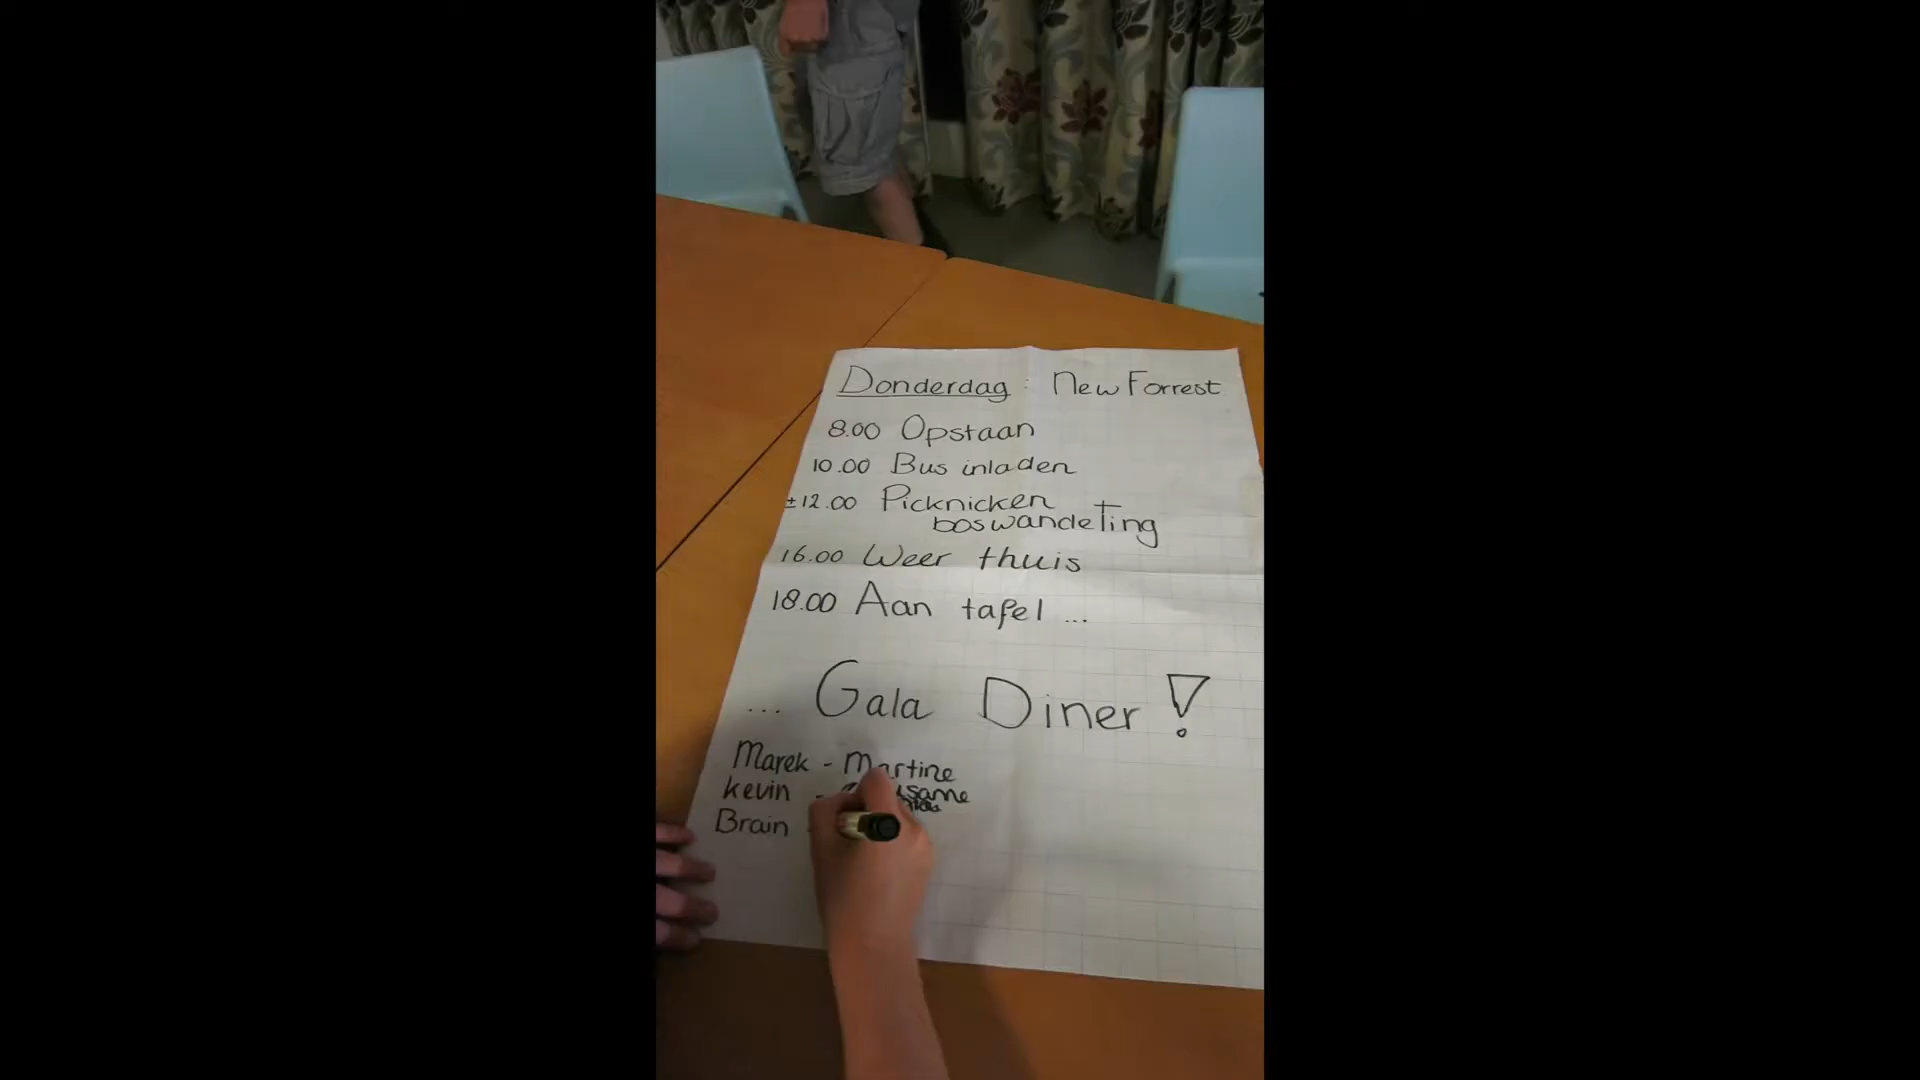 Donderdag : New Forrest
8.00 Opstaan
10.00 Bus inladen
±12.00 Picknicken +
boswandeling
16.00 Weer thuis
18.00 Aan tafel ...
... Gala Diner !
Marek - Martine
Kevin -
Brain